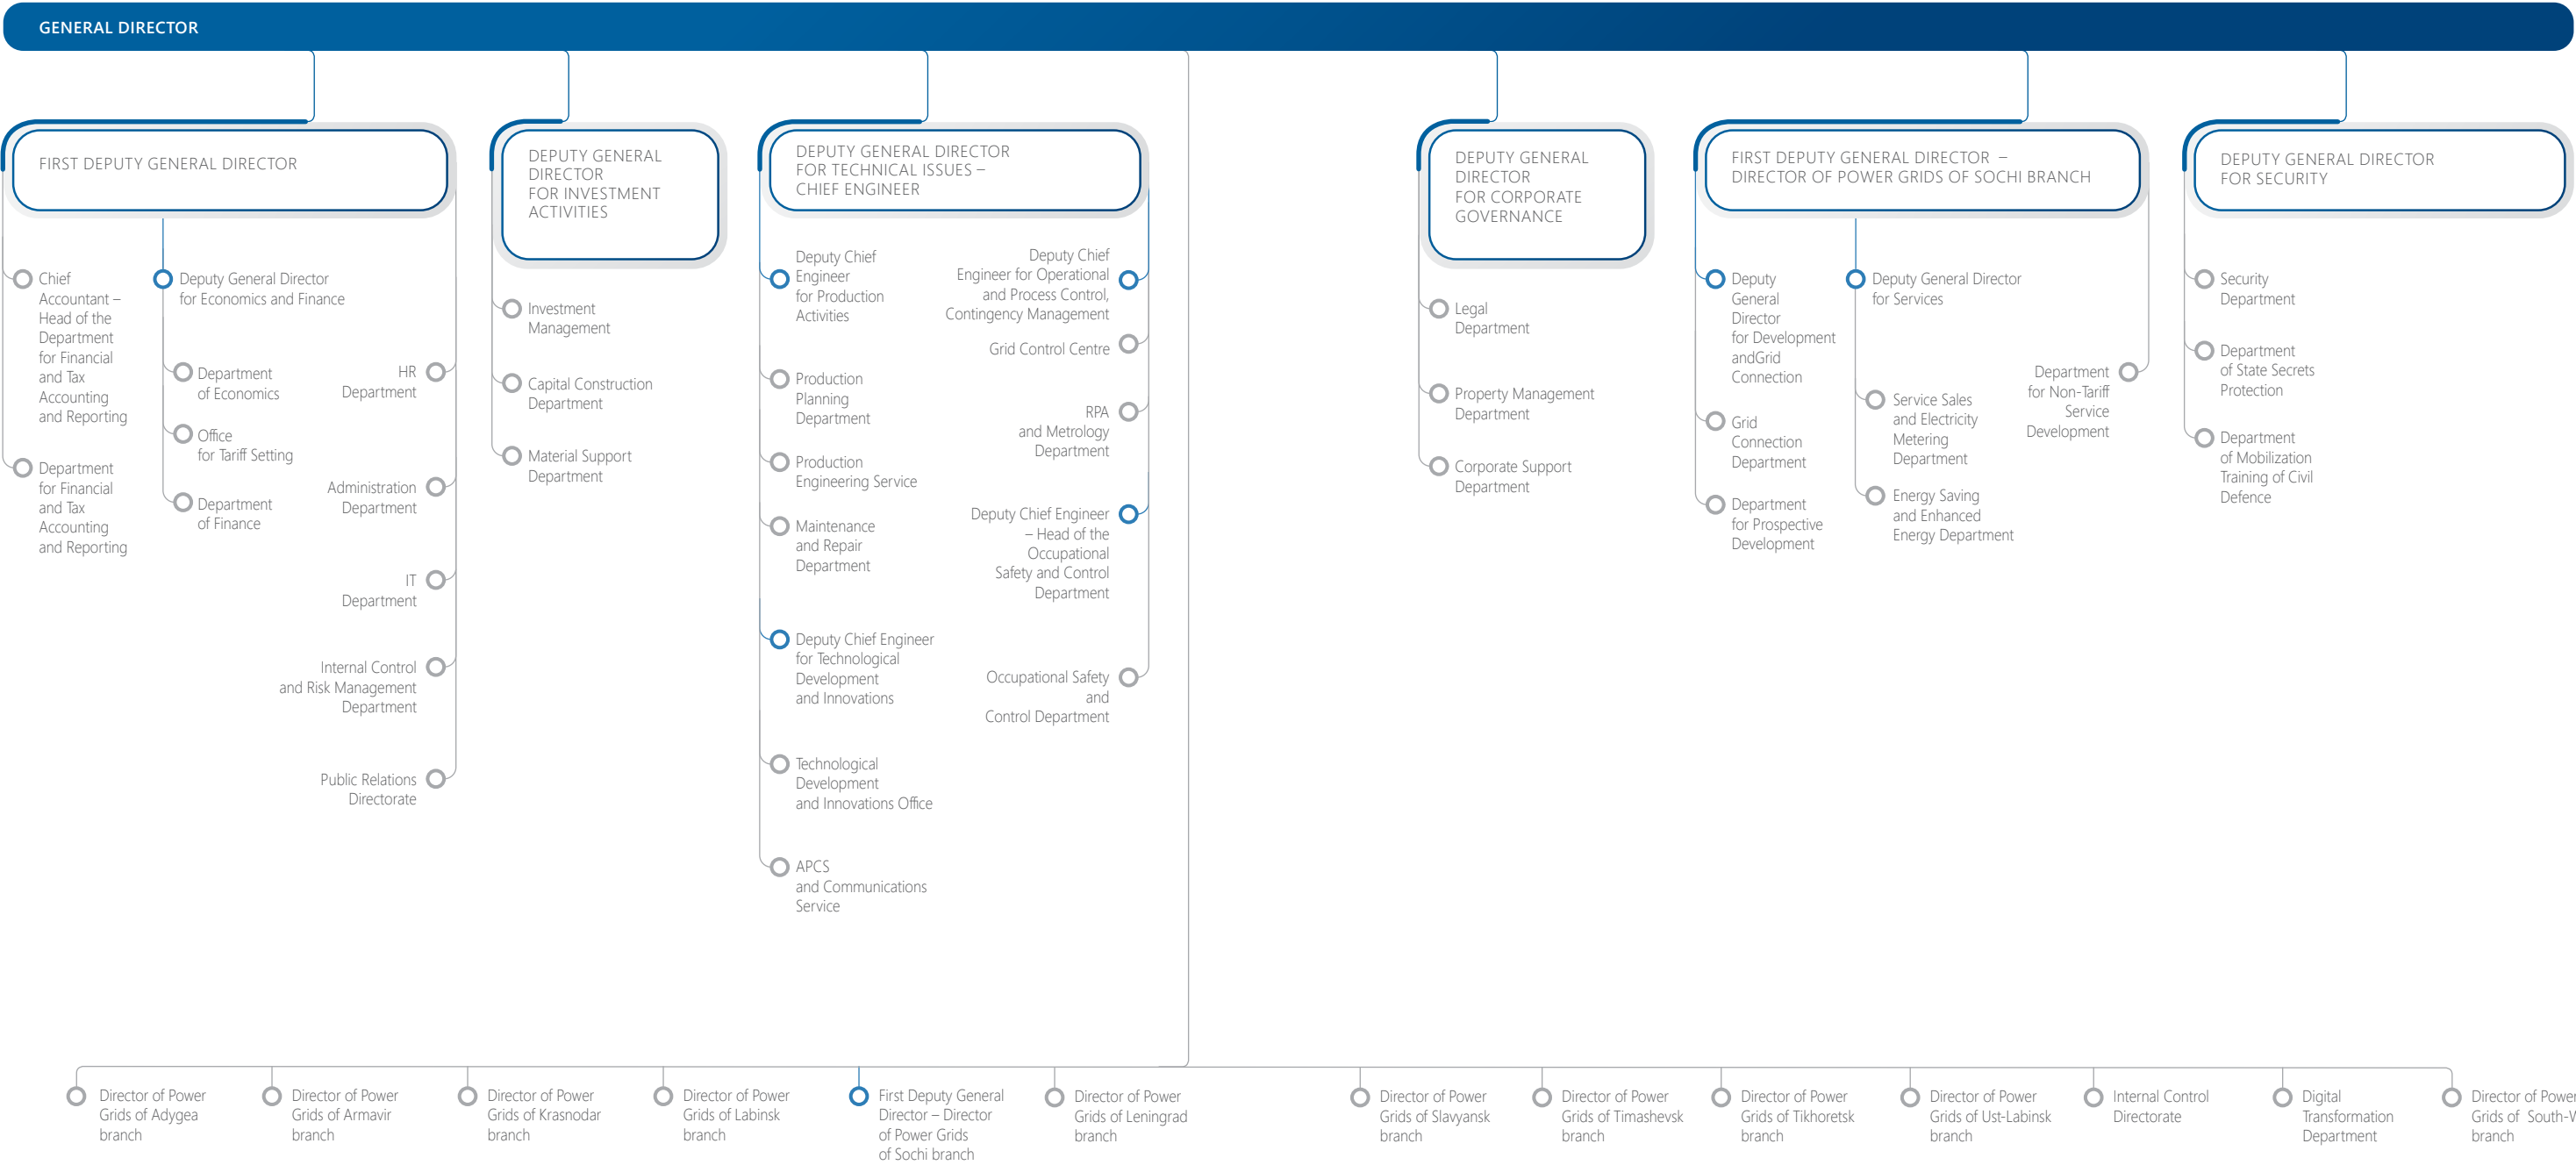 GENERAL DIRECTOR
FIRST DEPUTY GENERAL DIRECTOR
Chief
Accountant –
Head of the
Department
for Financial
and Tax
Accounting
and Reporting
Department
for Financial
and Tax
Accounting
and Reporting
Deputy General Director
for Economics and Finance
Department
of Economics
Office
for Tariff Setting
Department
of Finance
HR
Department
Administration
Department
IT
Department
Internal Control
and Risk Management
Department
Public Relations
Directorate
DEPUTY GENERAL
DIRECTOR
FOR INVESTMENT
ACTIVITIES
Investment
Management
Capital Construction
Department
Material Support
Department
DEPUTY GENERAL DIRECTOR
FOR TECHNICAL ISSUES –
CHIEF ENGINEER
Deputy Chief
Engineer
for Production
Activities
Production
Planning
Department
Production
Engineering Service
Maintenance
and Repair
Department
Deputy Chief Engineer
for Technological
Development
and Innovations
Technological
Development
and Innovations Office
APCS
and Communications
Service
Deputy Chief
Engineer for Operational
and Process Control,
Contingency Management
Grid Control Centre
RPA
and Metrology
Department
Deputy Chief Engineer
– Head of the
Occupational
Safety and Control
Department
Occupational Safety
and
Control Department
DEPUTY GENERAL
DIRECTOR
FOR CORPORATE
GOVERNANCE
Legal
Department
Property Management
Department
Corporate Support
Department
FIRST DEPUTY GENERAL DIRECTOR –
DIRECTOR OF POWER GRIDS OF SOCHI BRANCH
Deputy
General
Director
for Development
andGrid
Connection
Grid
Connection
Department
Department
for Prospective
Development
Deputy General Director
for Services
Service Sales
and Electricity
Metering
Department
Energy Saving
and Enhanced
Energy Department
Department
for Non-Tariff
Service
Development
DEPUTY GENERAL DIRECTOR
FOR SECURITY
Security
Department
Department
of State Secrets
Protection
Department
of Mobilization
Training of Civil
Defence
Director of Power
Grids of Adygea
branch
Director of Power
Grids of Armavir
branch
Director of Power
Grids of Krasnodar
branch
Director of Power
Grids of Labinsk
branch
First Deputy General
Director – Director
of Power Grids
of Sochi branch
Director of Power
Grids of Leningrad
branch
Director of Power
Grids of Slavyansk
branch
Director of Power
Grids of Timashevsk
branch
Director of Power
Grids of Tikhoretsk
branch
Director of Power
Grids of Ust-Labinsk
branch
Internal Control
Directorate
Digital
Transformation
Department
Director of Power
Grids of
branch